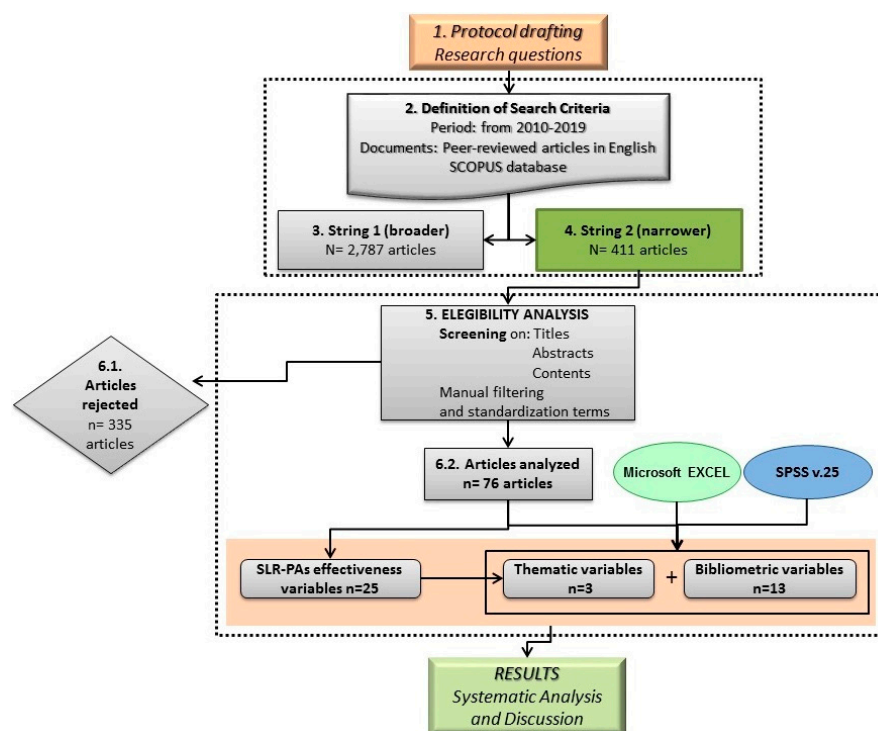 1. Protocol drafting
Research questions
2. Definition of Search Criteria
Period: from 2010-2019
Documents: Peer-reviewed articles in English
SCOPUS database
3. String 1 (broader)
N= 2,787 articles
4. String 2 (narrower)
N= 411 articles
5. ELEGIBILITY ANALYSIS
Screening on: Titles
Abstracts
Contents
Manual filtering
and standardization terms
6.1.
Articles
rejected
n= 335
articles
6.2. Articles analyzed
n= 76 articles
Microsoft EXCEL
SPSS v.25
SLR-PAs effectiveness
variables n=25
Thematic variables
n=3
+
Bibliometric variables
n=13
RESULTS
Systematic Analysis
and Discussion